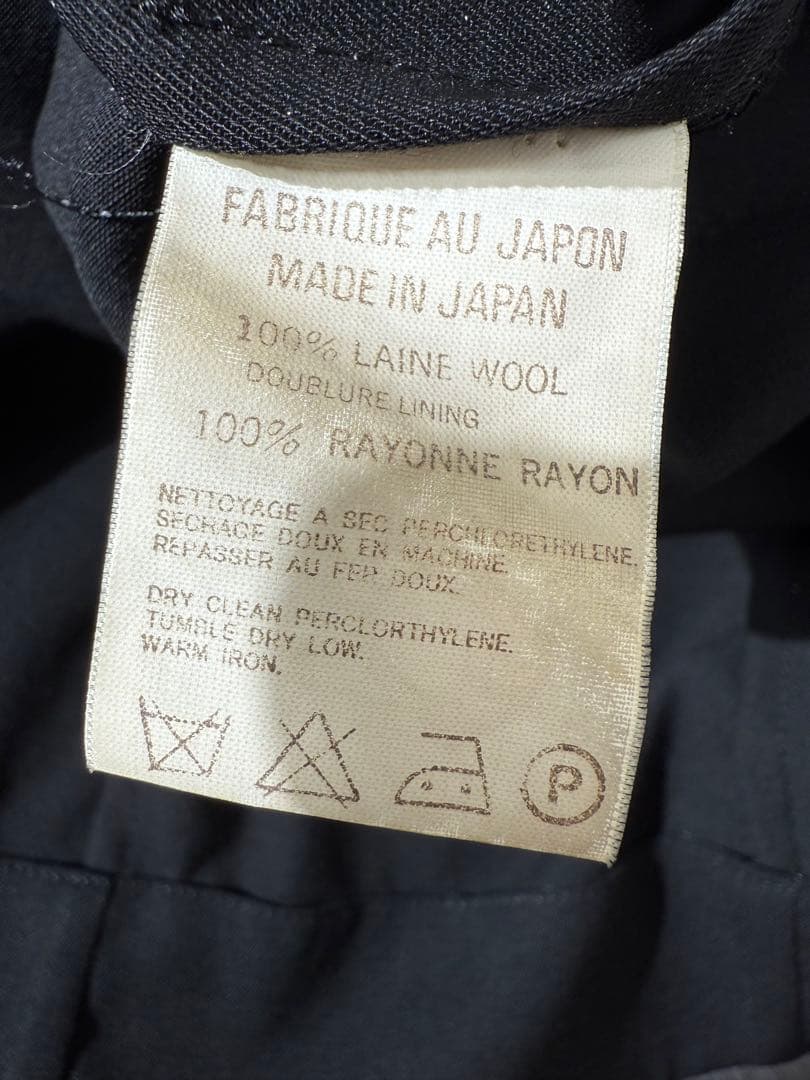 FABRIQUE AU JAPON
MADE IN JAPAN
100% LAINE WOOL
DOUBLURE LINING
100% RAYONNE RAYON
NETTOYAGE A SEC PERCHLORETHYLENE.
SECHAGE DOUX EN MACHINE.
REPASSER AU FER DOUX.
DRY CLEAN PERCLORTHYLENE.
TUMBLE DRY LOW.
WARM IRON.
P